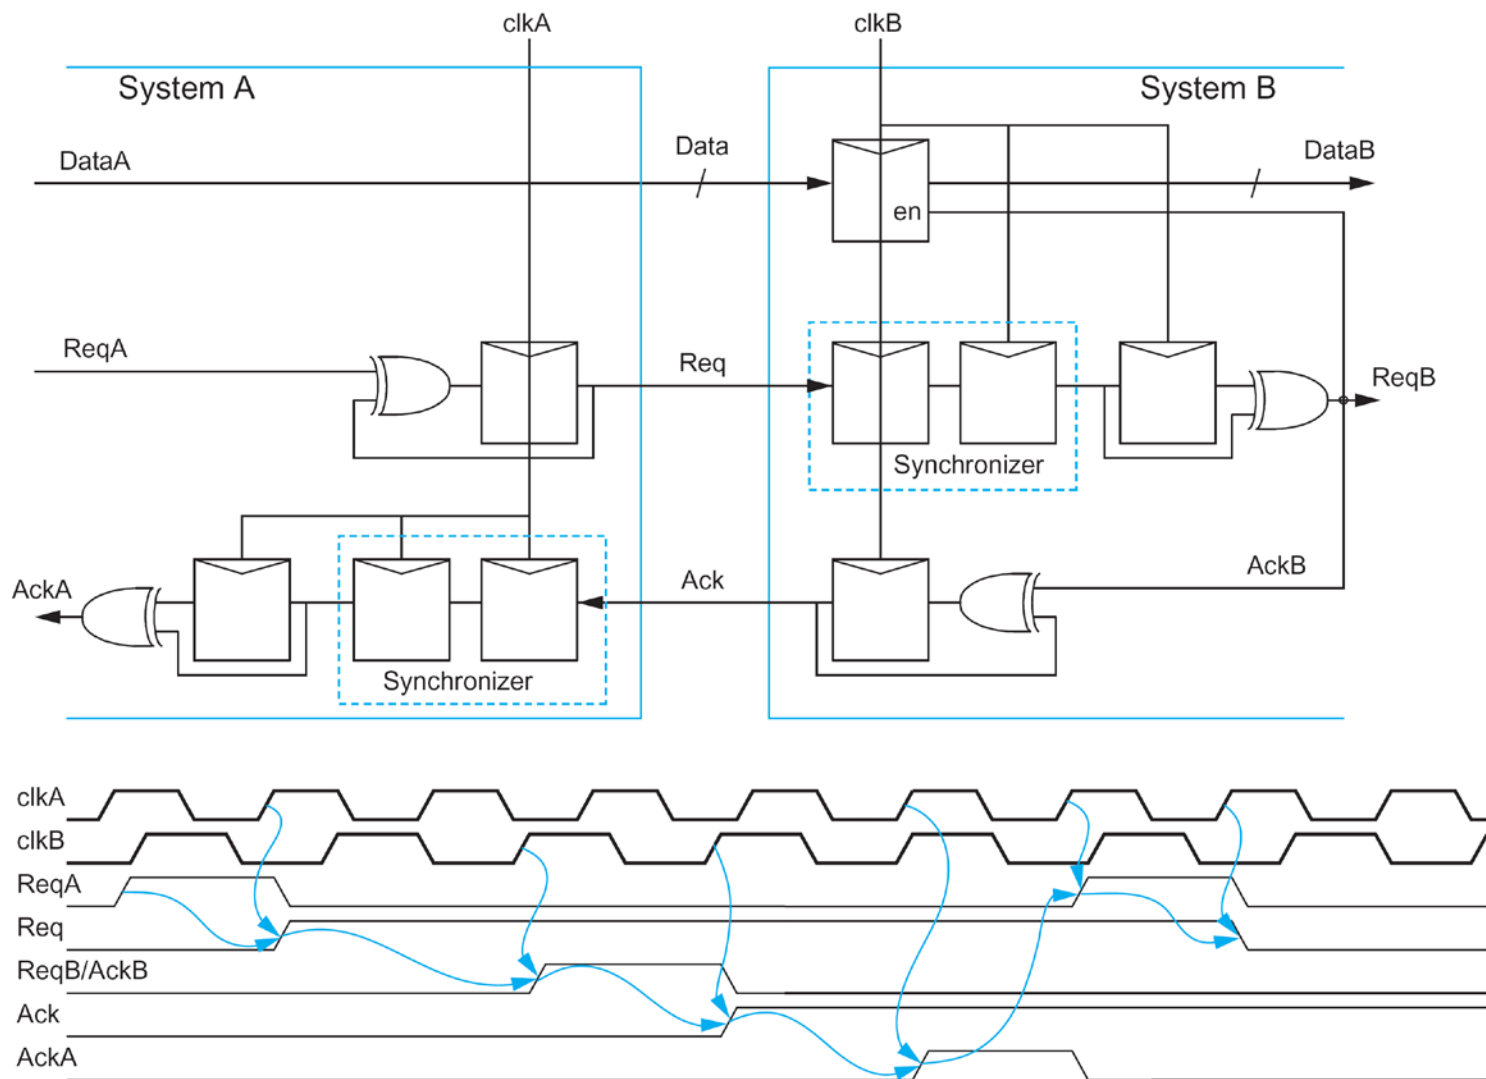 clkA
clkB
System A
System B
DataA
Data
DataB
en
ReqA
Req
ReqB
Synchronizer
AckA
Ack
AckB
Synchronizer
clkA
clkB
ReqA
Req
ReqB/AckB
Ack
AckA